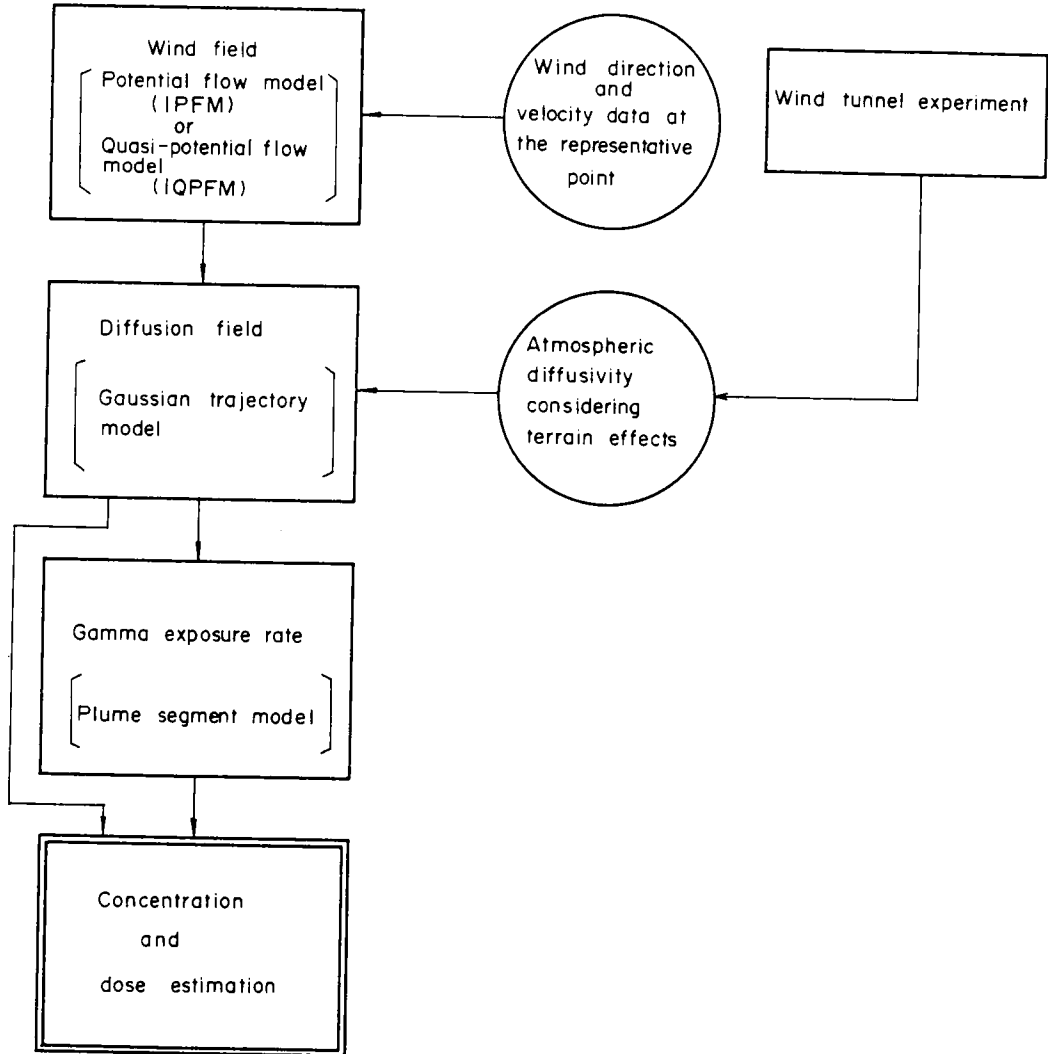 Wind field
Potential flow model
(IPFM)
or
Quasi-potential flow
model
(IQPFM)
Wind direction
and
velocity data at
the representative
point
Wind tunnel experiment
Diffusion field
Gaussian trajectory
model
Atmospheric
diffusivity
considering
terrain effects
Gamma exposure rate
Plume segment model
Concentration
and
dose estimation